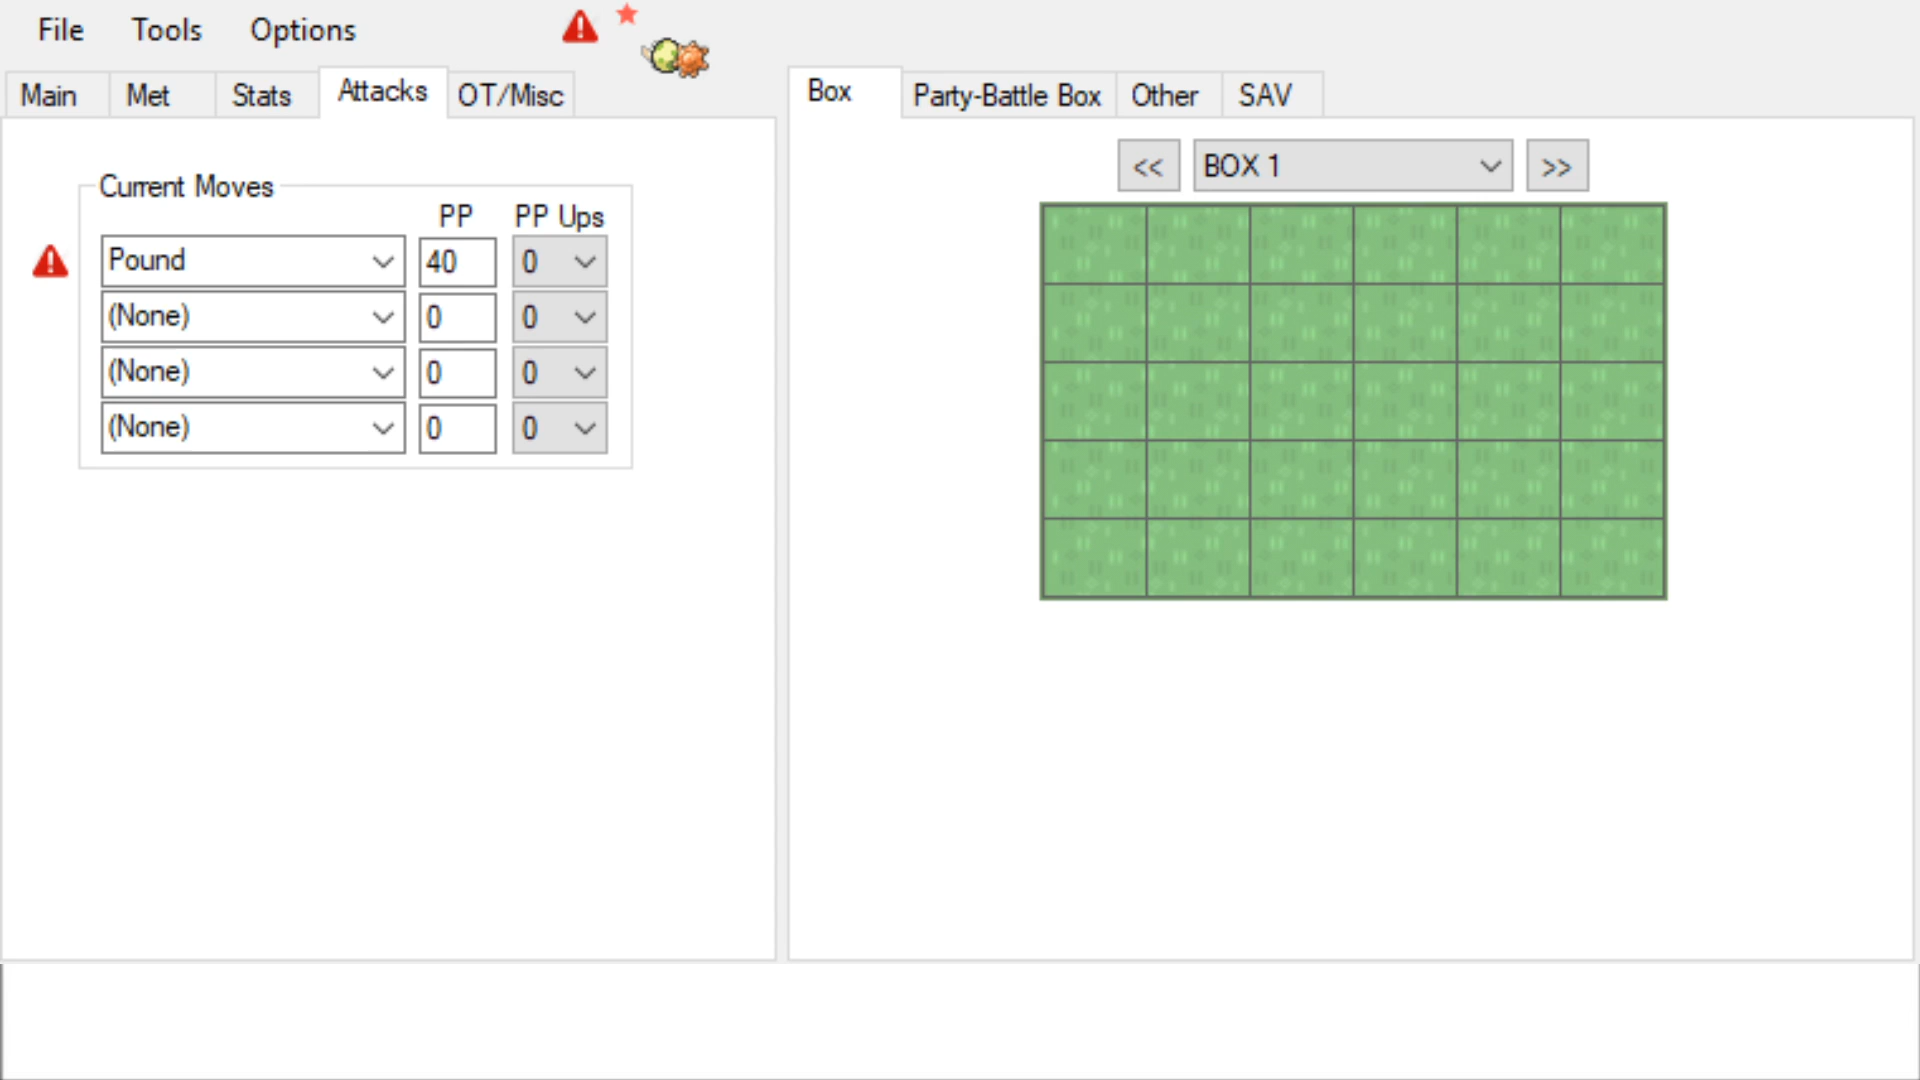 File Tools Options
Main Met Stats Attacks OT/Misc
Box Party-Battle Box Other SAV
<< BOX 1 >>
Current Moves
PP PP Ups
Pound 40 0
(None) 0 0
(None) 0 0
(None) 0 0